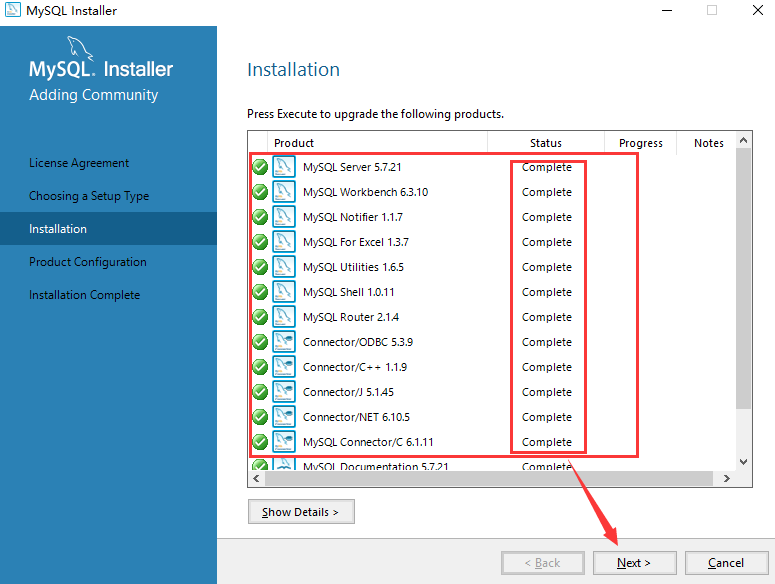 MySQL Installer
MySQL. Installer
Adding Community
License Agreement
Choosing a Setup Type
Installation
Product Configuration
Installation Complete
Installation
Press Execute to upgrade the following products.
Product Status Progress Notes
MySQL Server 5.7.21 Complete
MySQL Workbench 6.3.10 Complete
MySQL Notifier 1.1.7 Complete
MySQL For Excel 1.3.7 Complete
MySQL Utilities 1.6.5 Complete
MySQL Shell 1.0.11 Complete
MySQL Router 2.1.4 Complete
Connector/ODBC 5.3.9 Complete
Connector/C++ 1.1.9 Complete
Connector/J 5.1.45 Complete
Connector/NET 6.10.5 Complete
MySQL Connector/C 6.1.11 Complete
MySQL Documentation 5.7.21 Complete
Show Details >
< Back Next > Cancel